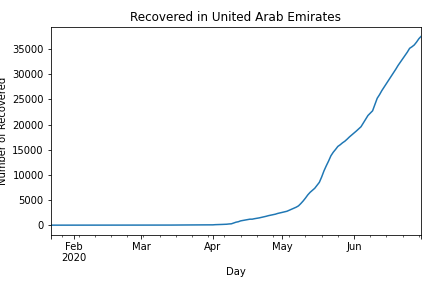 Recovered in United Arab Emirates
Number of Recovered
35000
30000
25000
20000
15000
10000
5000
0
Feb
2020
Mar
Apr
May
Jun
Day